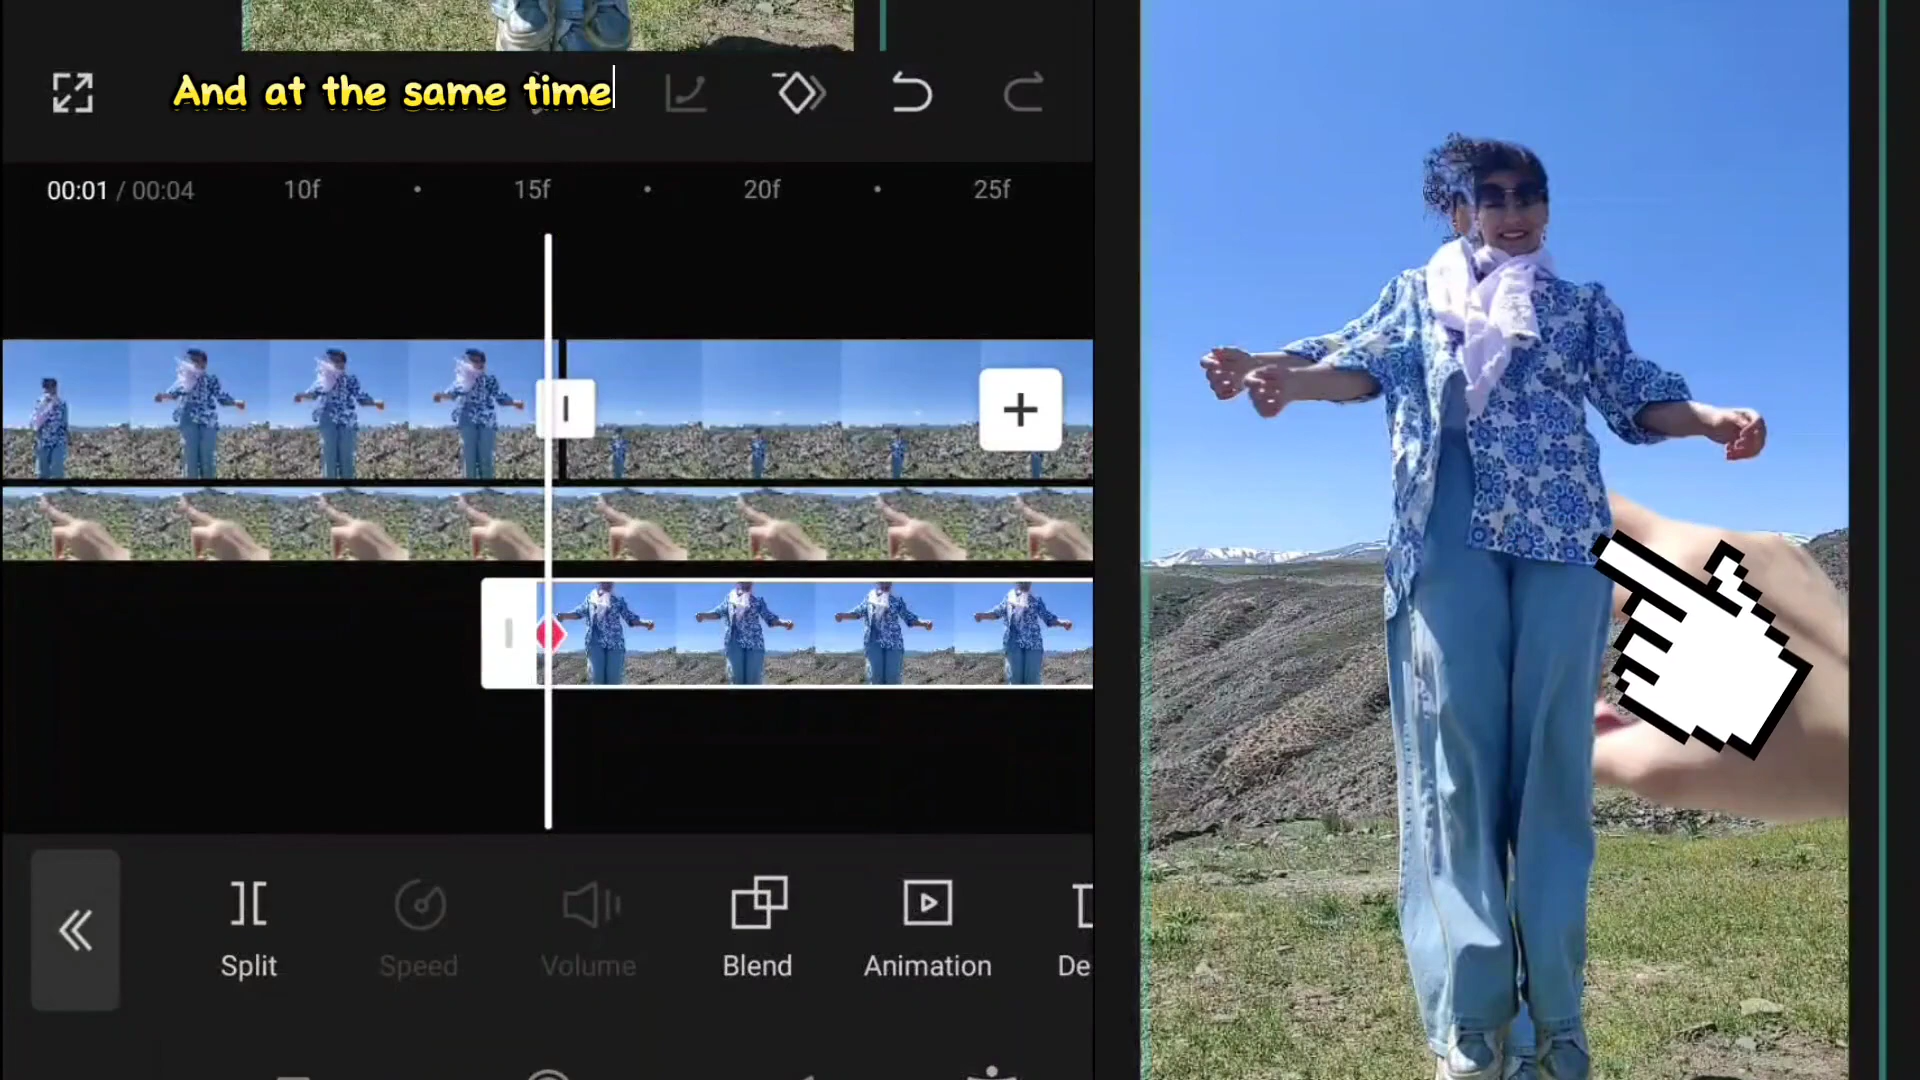 And at the same time
00:01 / 00:04 10f 15f 20f 25f
Split Speed Volume Blend Animation De